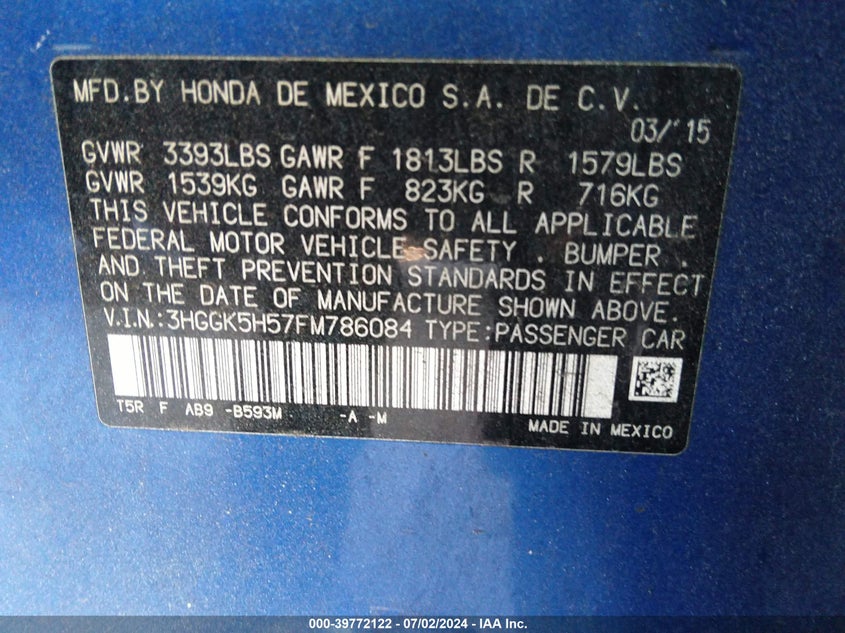 MFD.BY HONDA DE MEXICO S.A. DE C.V.
03/'15
GVWR 3393LBS GAWR F 1813LBS R 1579LBS
GVWR 1539KG GAWR F 823KG R 716KG
THIS VEHICLE CONFORMS TO ALL APPLICABLE
FEDERAL MOTOR VEHICLE SAFETY , BUMPER ,
AND THEFT PREVENTION STANDARDS IN EFFECT
ON THE DATE OF MANUFACTURE SHOWN ABOVE.
V.I.N.:3HGGK5H57FM786084 TYPE:PASSENGER CAR
T5R F AB9 -B593M -A -M
MADE IN MEXICO
000-39772122 - 07/02/2024 - IAA Inc.